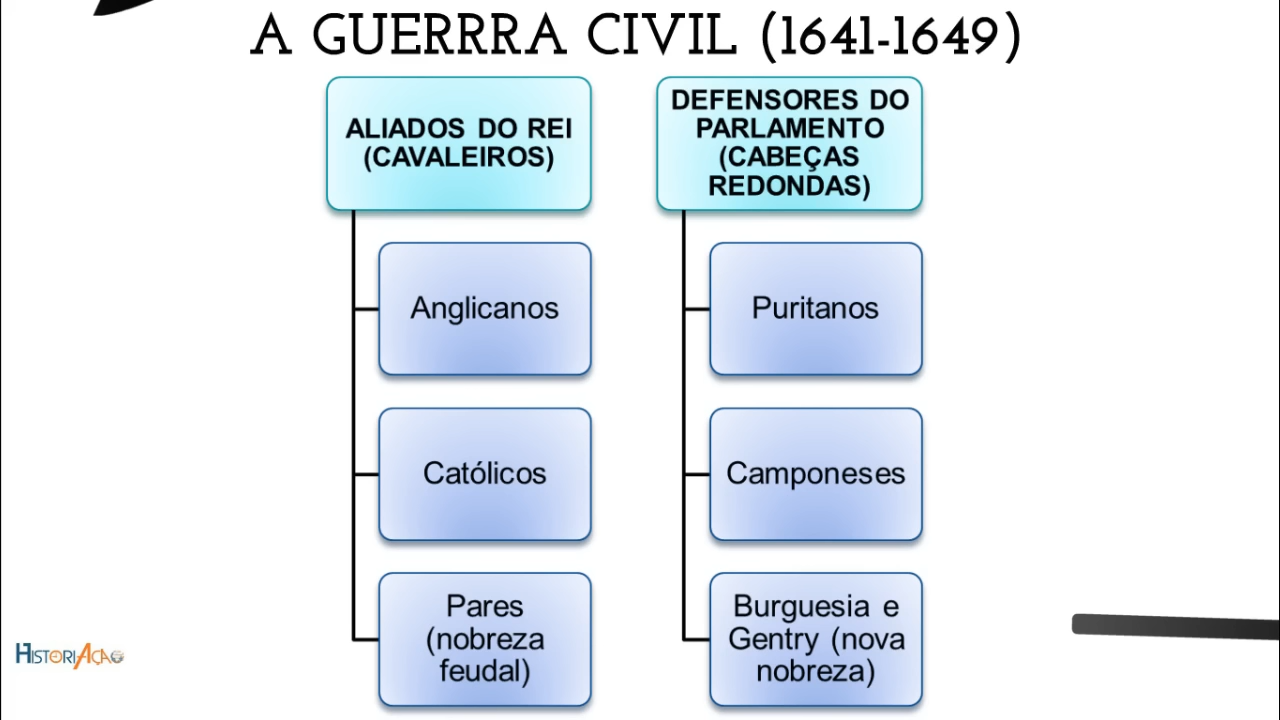 A GUERRRA CIVIL (1641-1649)
ALIADOS DO REI
(CAVALEIROS)
Anglicanos
Católicos
Pares
(nobreza
feudal)
DEFENSORES DO
PARLAMENTO
(CABEÇAS
REDONDAS)
Puritanos
Camponeses
Burguesia e
Gentry (nova
nobreza)
HISTORIAÇÃO